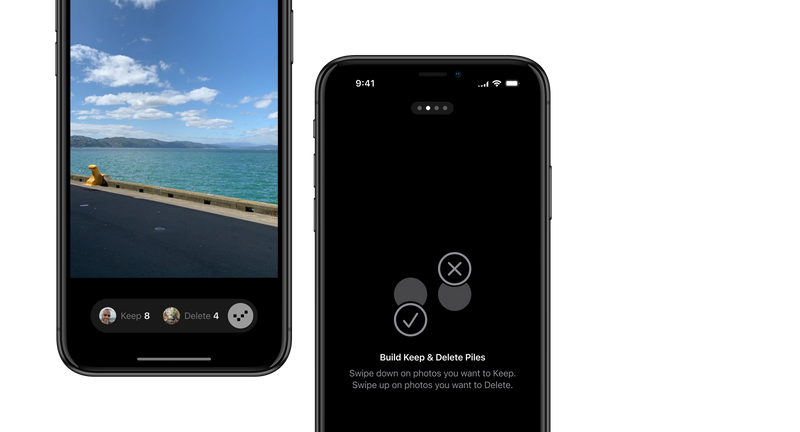 Keep 8 Delete 4
9:41
Build Keep & Delete Piles
Swipe down on photos you want to Keep.
Swipe up on photos you want to Delete.